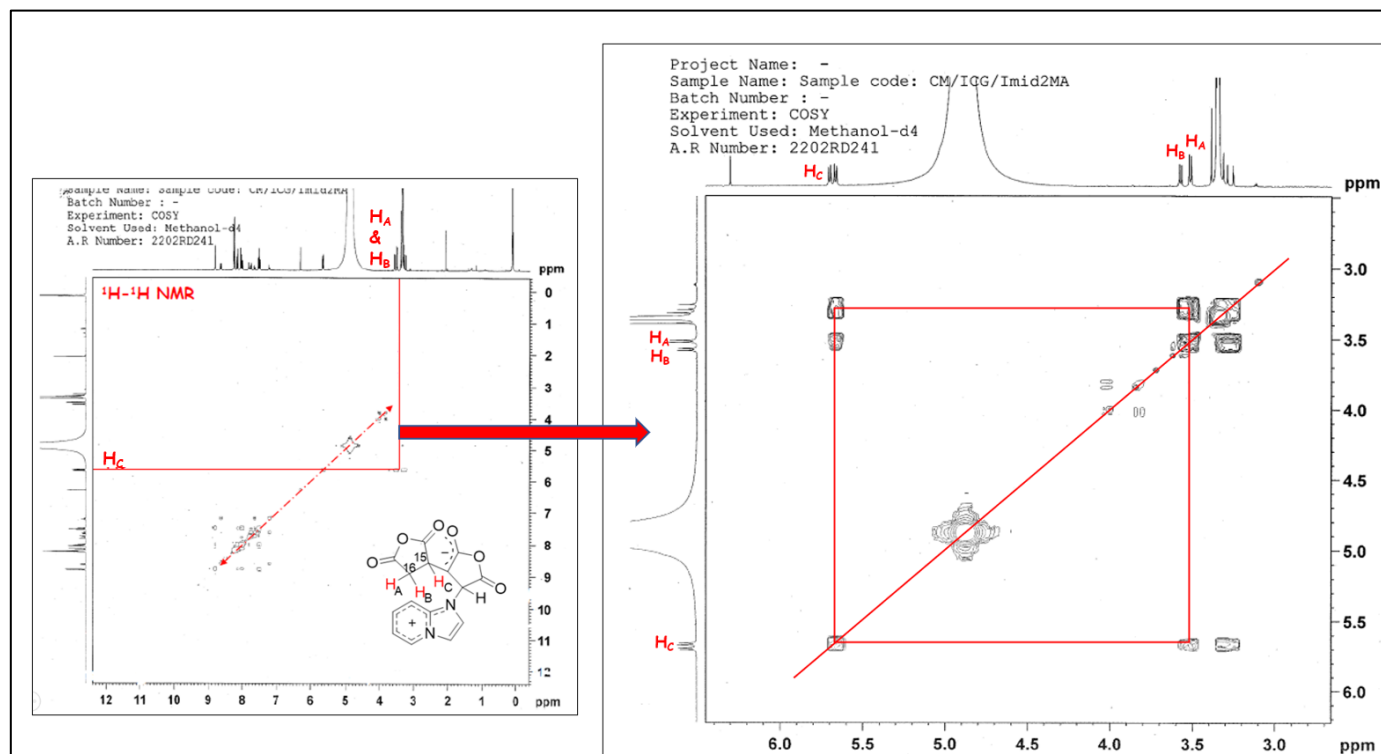 Project Name: -
Sample Name: Sample code: CM/ICG/Imid2MA
Batch Number : -
Experiment: COSY
Solvent Used: Methanol-d4
A.R Number: 2202RD241
HC
HB
HA
ppm
HA
HB
HC
3.0
3.5
4.0
4.5
5.0
5.5
6.0
6.0 5.5 5.0 4.5 4.0 3.5 3.0 ppm
Sample Name: Sample code: CM/ICG/Imid2MA
Batch Number : -
Experiment: COSY
Solvent Used: Methanol-d4
A.R Number: 2202RD241
HA
&
HB
ppm
¹H-¹H NMR
HC
0
1
2
3
4
5
6
7
8
9
10
11
12
O O O
O O
O 15 - O
16
HA HB HC H O
N
+ N
12 11 10 9 8 7 6 5 4 3 2 1 0 ppm